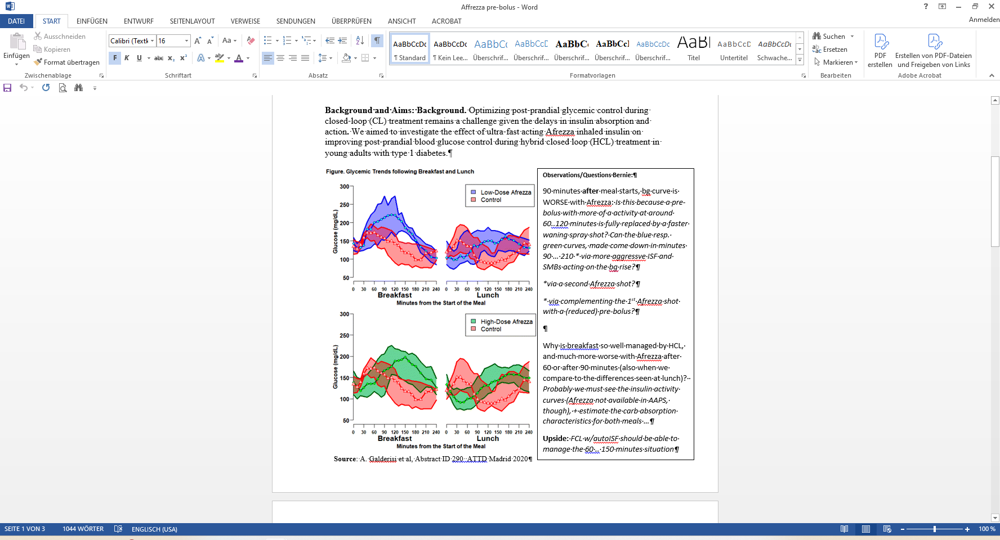 Affrezza pre-bolus - Word
?
Anmelden
DATEI START EINFÜGEN ENTWURF SEITENLAYOUT VERWEISE SENDUNGEN ÜBERPRÜFEN ANSICHT ACROBAT
Einfügen
Ausschneiden
Kopieren
Format übertragen
Zwischenablage
Calibri (Textk 16
F K U abc x₂ x²
Schriftart
Absatz
AaBbCcDc AaBbCcDc AaBbCc AaBbCcD AaBbCc AaBbCcI AaBbCcDc AaBl AaBbCcD AaBbCcDc
¶ Standard ¶ Kein Lee... Überschrif... Überschrif... Überschrif... Überschrif... Überschrif... Titel Untertitel Schwache...
Formatvorlagen
Suchen
Ersetzen
Markieren
Bearbeiten
PDF
erstellen
Erstellen von PDF-Dateien
und Freigeben von Links
Adobe Acrobat
Background·and·Aims:·Background.·Optimizing·post-prandial·glycemic·control·during·
closed-loop·(CL)·treatment·remains·a·challenge·given·the·delays·in·insulin·absorption·and·
action.·We·aimed·to·investigate·the·effect·of·ultra-fast·acting·Afrezza·inhaled·insulin·on·
improving·post-prandial·blood·glucose·control·during·hybrid·closed·loop·(HCL)·treatment·in·
young·adults·with·type·1·diabetes.¶
Figure. Glycemic Trends following Breakfast and Lunch
Low-Dose Afrezza
Control
Glucose (mg/dL)
300
250
200
150
100
50
0 30 60 90 120 150 180 210 240 0 30 60 90 120 150 180 210 240
Breakfast Lunch
Minutes from the Start of the Meal
High-Dose Afrezza
Control
Glucose (mg/dL)
300
250
200
150
100
50
0 30 60 90 120 150 180 210 240 0 30 60 90 120 150 180 210 240
Breakfast Lunch
Minutes from the Start of the Meal
Source:·A.·Galderisi·et·al,·Abstract·ID·290··ATTD·Madrid·2020¶
Observations/Questions·Bernie:¶
90·minutes·after·meal·starts,·bg·curve·is·
WORSE·with·Afrezza:·Is·this·because·a·pre-
bolus·with·more·of·a·activity·at·around·
60..120·minutes·is·fully·replaced·by·a·faster·
waning·spray·shot?·Can·the·blue·resp.·
green·curves,·made·come·down·in·minutes·
90·...·210·*·via·more·aggressve·ISF·and·
SMBs·acting·on·the·bg·rise?¶
*via·a·second·Afrezza·shot?¶
*·via·complementing·the·1st·Afrezza·shot·
with·a·(reduced)·pre-bolus?¶
¶
Why·is·breakfast·so·well·managed·by·HCL,·
and·much·more·worse·with·Afrezza·after·
60·or·after·90·minutes·(also·when·we·
compare·to·the·differences·seen·at·lunch)?··
Probably·we·must·see·the·insulin·activity·
curves·(Afrezza·not·available·in·AAPS,·
though),·+·estimate·the·carb·absorption·
characteristics·for·both·meals·...¶
Upside:·FCL·w/autoISF·should·be·able·to·
manage·the·60·..·150·minutes·situation¶
SEITE 1 VON 3 1044 WÖRTER ENGLISCH (USA) 100 %